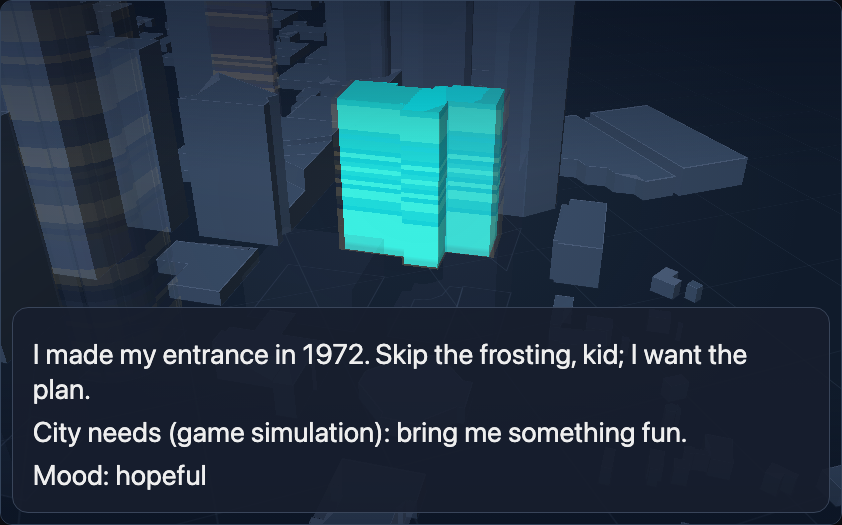 I made my entrance in 1972. Skip the frosting, kid; I want the
plan.
City needs (game simulation): bring me something fun.
Mood: hopeful